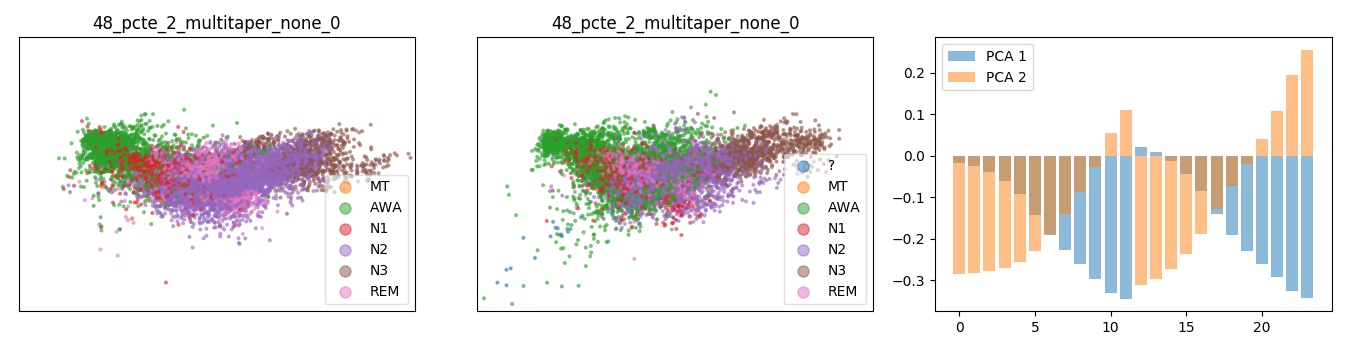 48_pcte_2_multitaper_none_0
MT
AWA
N1
N2
N3
REM
48_pcte_2_multitaper_none_0
?
MT
AWA
N1
N2
N3
REM
PCA 1
PCA 2
0.2
0.1
0.0
−0.1
−0.2
−0.3
0
5
10
15
20